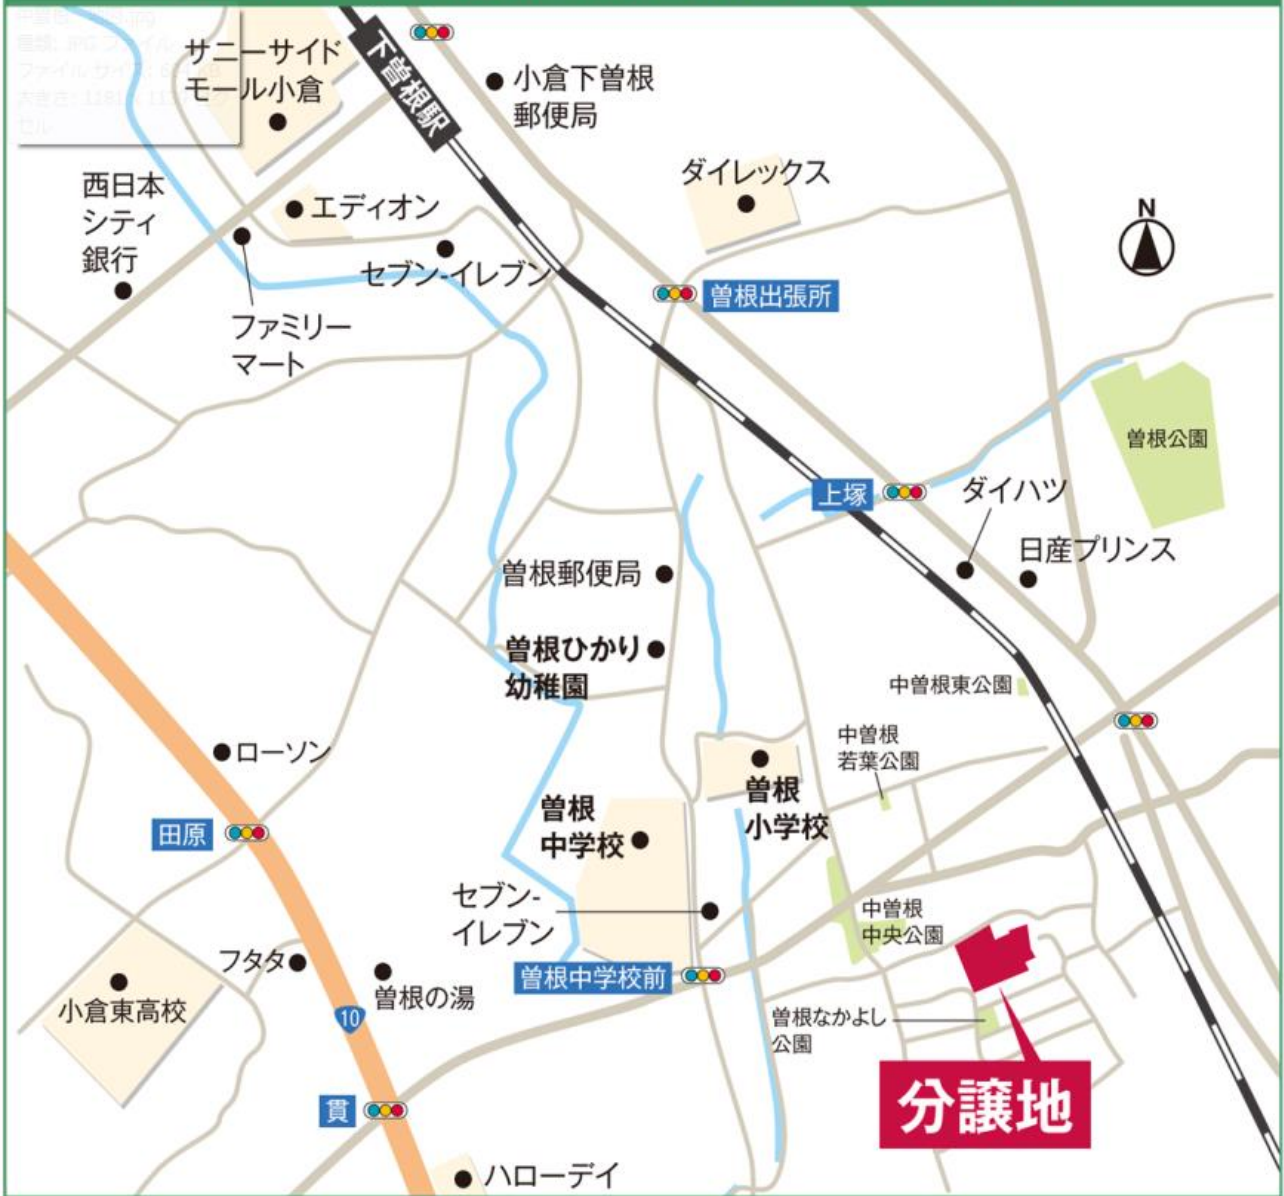 サニーサイド
モール小倉
下曽根駅
小倉下曽根
郵便局
ダイレックス
西日本
シティ
銀行
エディオン
セブン-イレブン
N
曽根出張所
ファミリー
マート
曽根公園
上塚
ダイハツ
日産プリンス
曽根郵便局
曽根ひかり
幼稚園
中曽根東公園
ローソン
中曽根
若葉公園
曽根
小学校
田原
曽根
中学校
セブン-
イレブン
中曽根
中央公園
フタタ
曽根の湯
曽根中学校前
小倉東高校
10
曽根なかよし
公園
分譲地
貫
ハローデイ